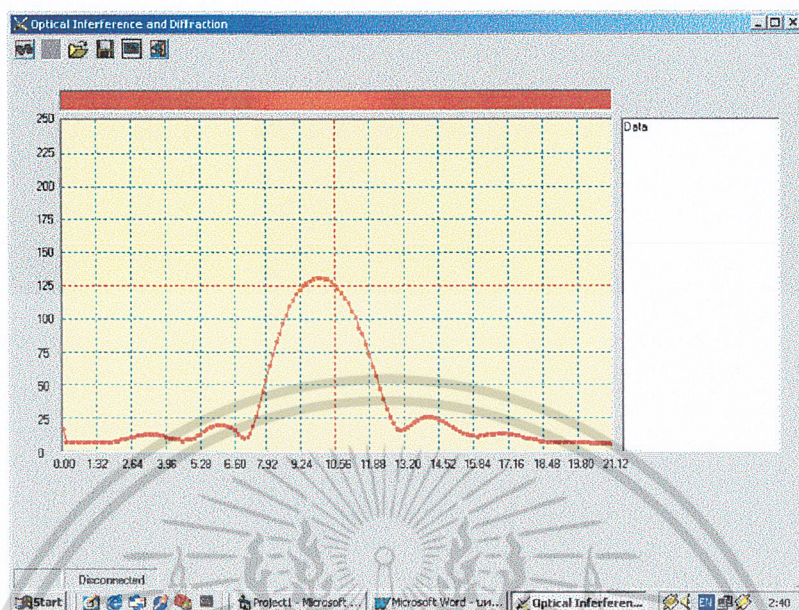 Optical Interference and Diffraction
250
225
200
175
150
125
100
75
50
25
0
0.00 1.32 2.64 3.96 5.28 6.60 7.92 9.24 10.56 11.88 13.20 14.52 15.84 17.16 18.48 19.80 21.12
Data
Disconnected
Start Project1 - Microsoft ... Microsoft Word - บท... Optical Interferen... EN 2:40